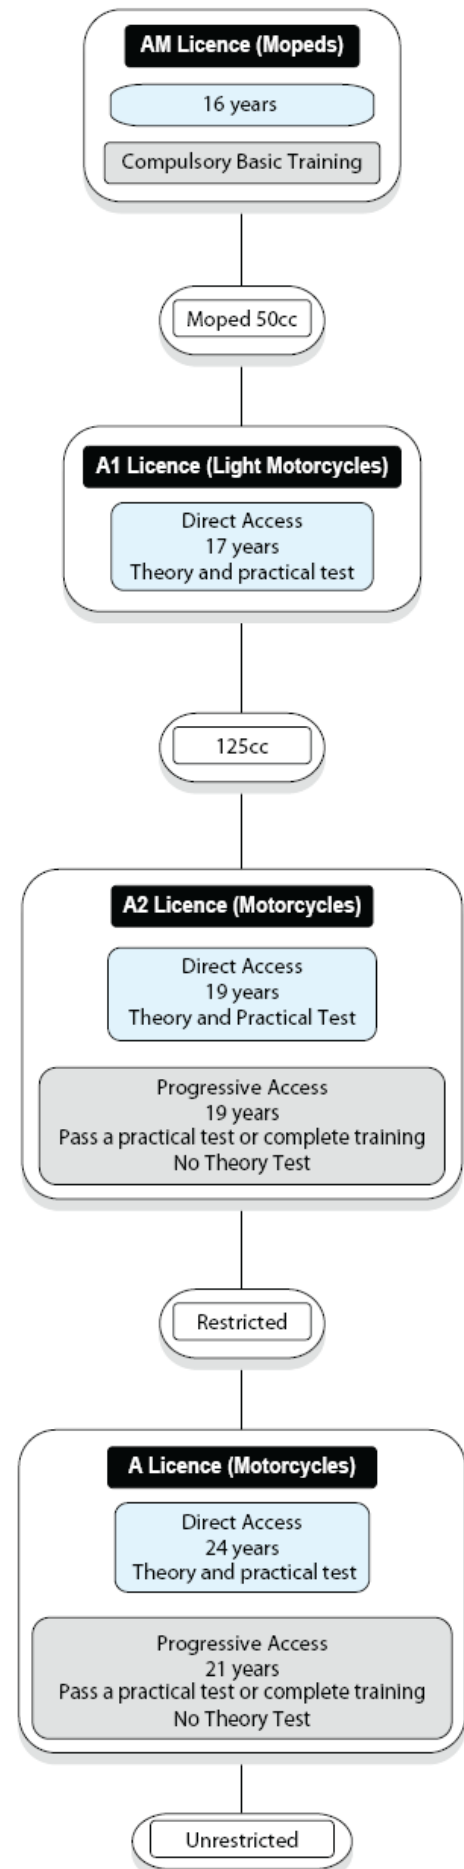 AM Licence (Mopeds)
16 years
Compulsory Basic Training
Moped 50cc
A1 Licence (Light Motorcycles)
Direct Access
17 years
Theory and practical test
125cc
A2 Licence (Motorcycles)
Direct Access
19 years
Theory and Practical Test
Progressive Access
19 years
Pass a practical test or complete training
No Theory Test
Restricted
A Licence (Motorcycles)
Direct Access
24 years
Theory and practical test
Progressive Access
21 years
Pass a practical test or complete training
No Theory Test
Unrestricted